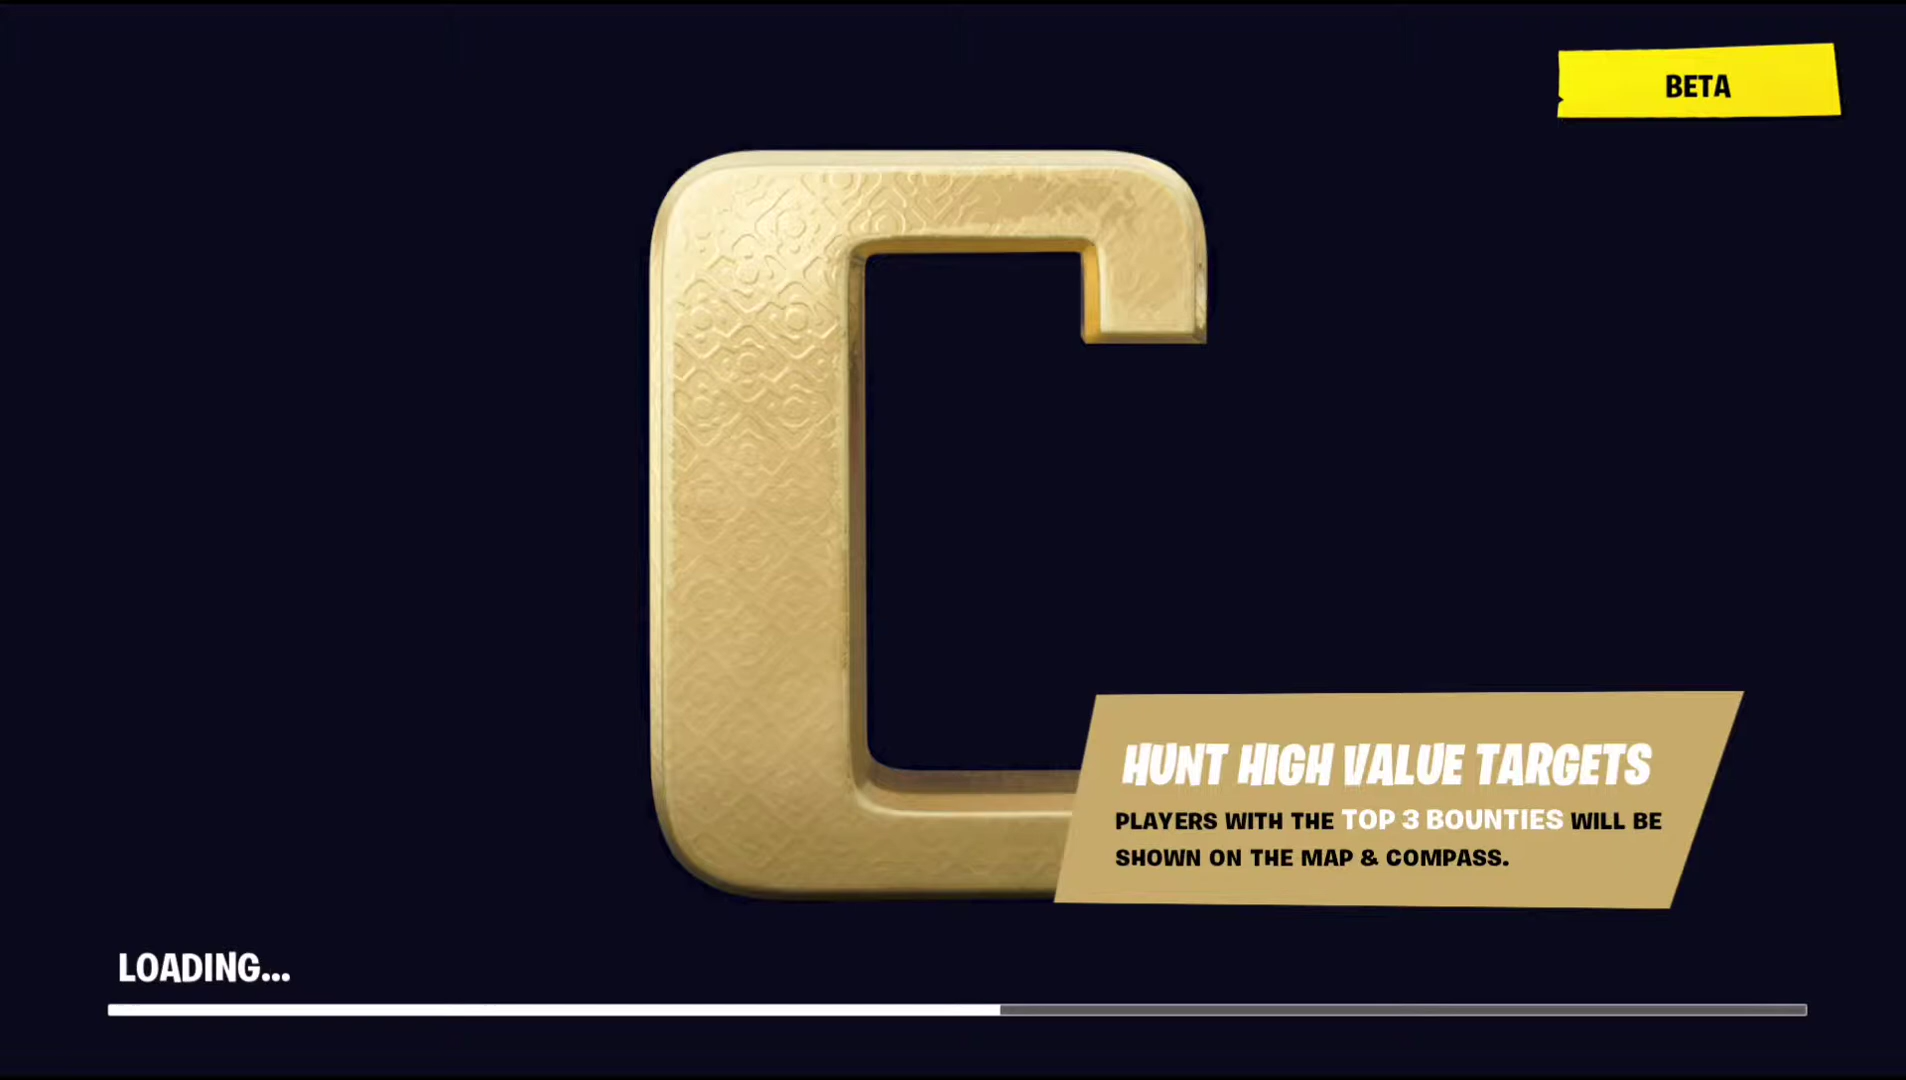 BETA
C
HUNT HIGH VALUE TARGETS
PLAYERS WITH THE TOP 3 BOUNTIES WILL BE
SHOWN ON THE MAP & COMPASS.
LOADING...